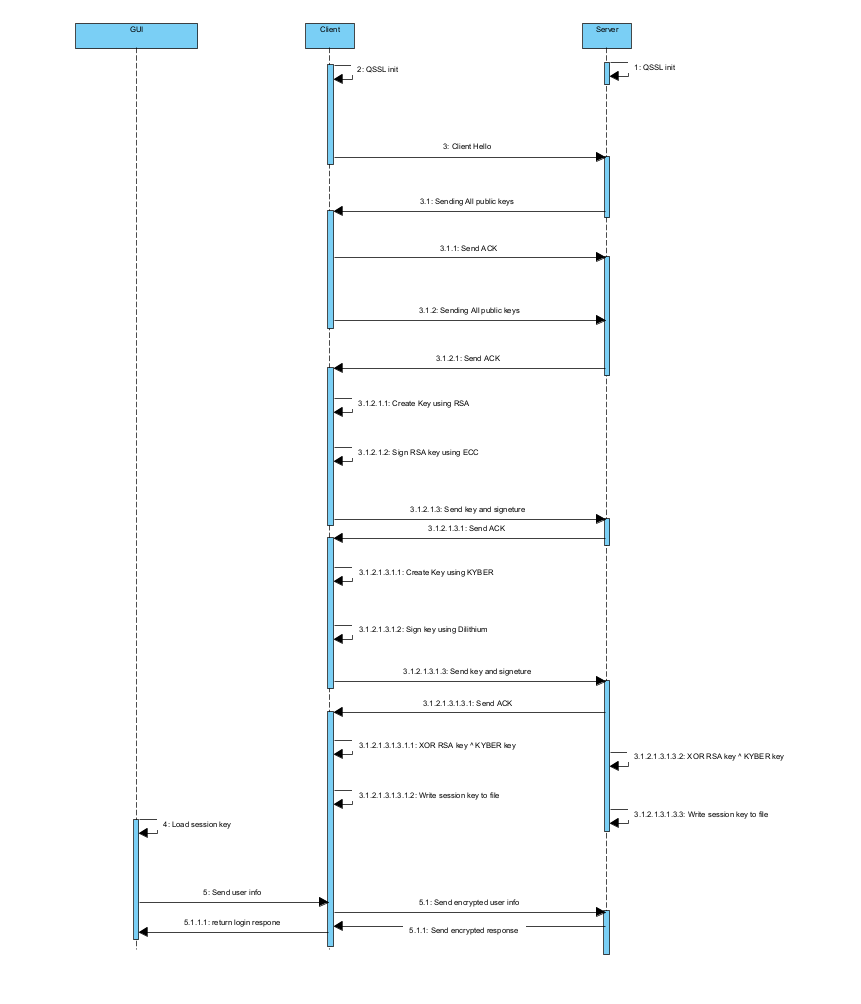 GUI
Client
Server
1: QSSL init
2: QSSL init
3: Client Hello
3.1: Sending All public keys
3.1.1: Send ACK
3.1.2: Sending All public keys
3.1.2.1: Send ACK
3.1.2.1.1: Create Key using RSA
3.1.2.1.2: Sign RSA key using ECC
3.1.2.1.3: Send key and signeture
3.1.2.1.3.1: Send ACK
3.1.2.1.3.1.1: Create Key using KYBER
3.1.2.1.3.1.2: Sign key using Dilithium
3.1.2.1.3.1.3: Send key and signeture
3.1.2.1.3.1.3.1: Send ACK
3.1.2.1.3.1.3.1.1: XOR RSA key ^ KYBER key
3.1.2.1.3.1.3.2: XOR RSA key ^ KYBER key
3.1.2.1.3.1.3.1.2: Write session key to file
3.1.2.1.3.1.3.3: Write session key to file
4: Load session key
5: Send user info
5.1: Send encrypted user info
5.1.1.1: return login respone
5.1.1: Send encrypted response